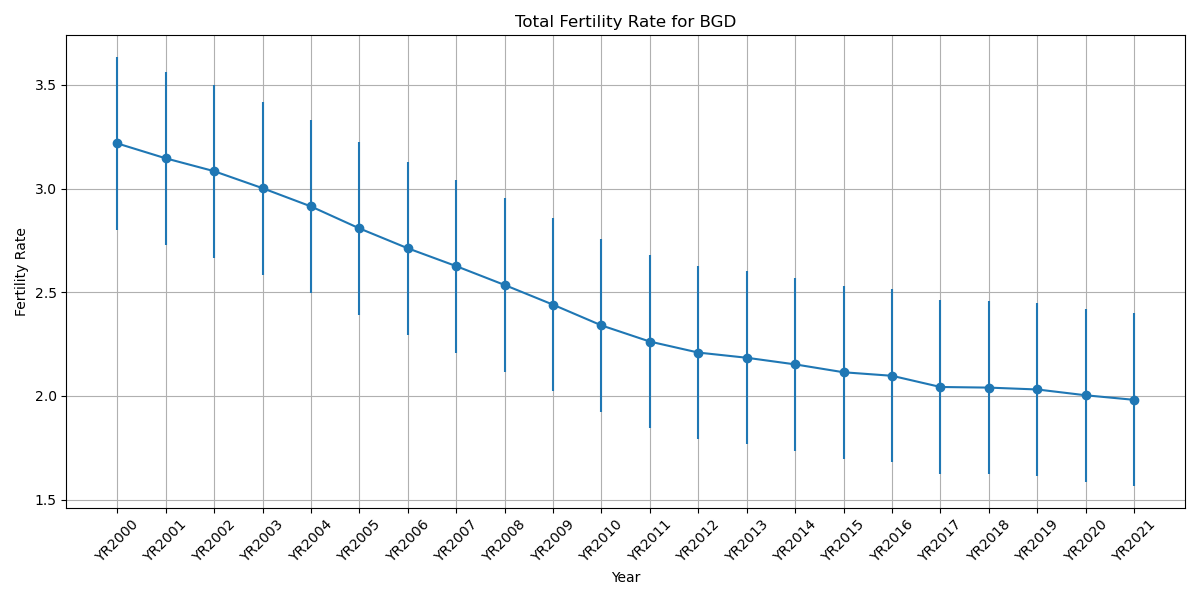 Total Fertility Rate for BGD
Fertility Rate
3.5
3.0
2.5
2.0
1.5
YR2000
YR2001
YR2002
YR2003
YR2004
YR2005
YR2006
YR2007
YR2008
YR2009
YR2010
YR2011
YR2012
YR2013
YR2014
YR2015
YR2016
YR2017
YR2018
YR2019
YR2020
YR2021
Year